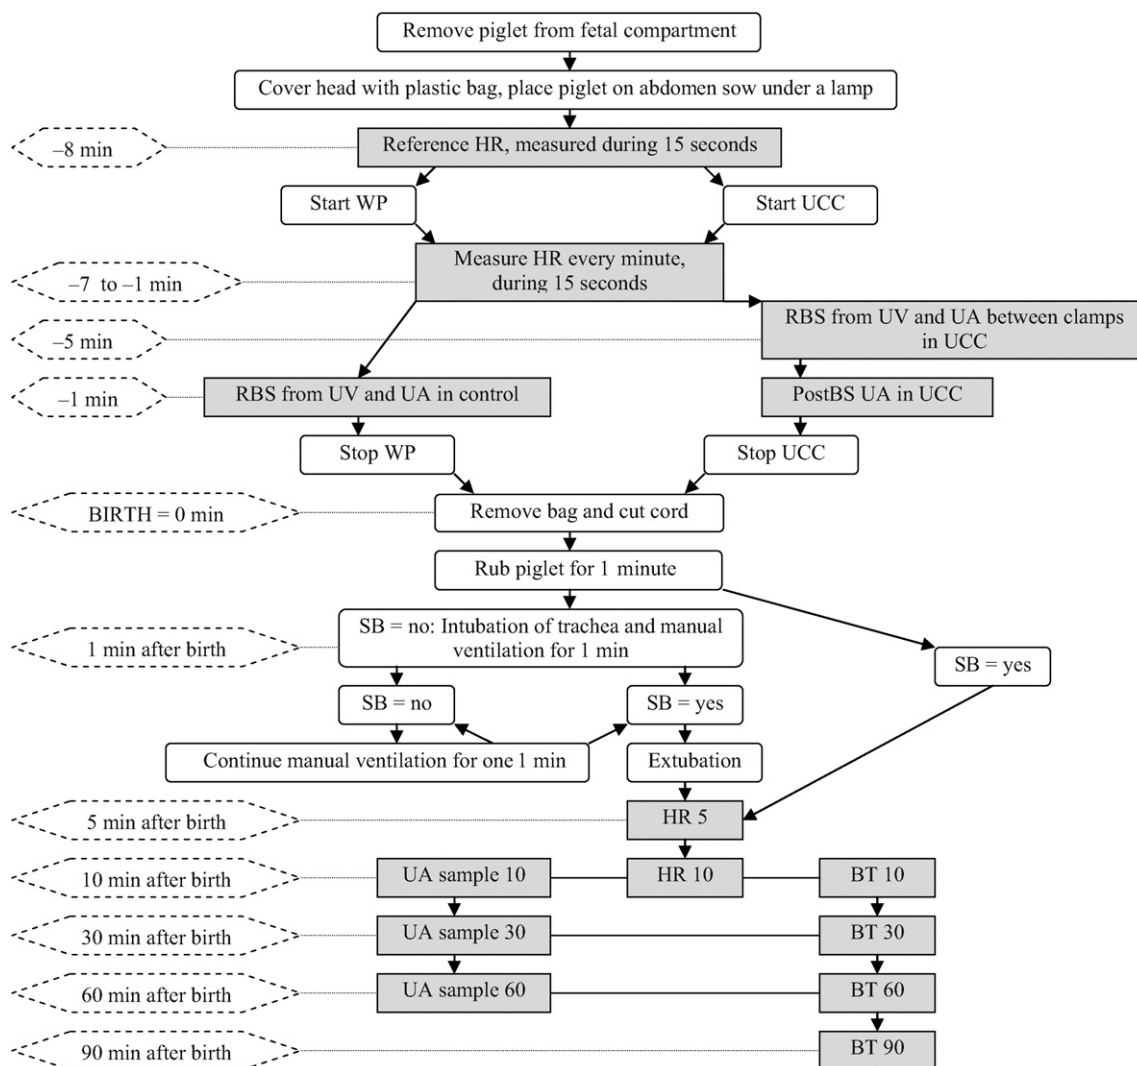 Remove piglet from fetal compartment
Cover head with plastic bag, place piglet on abdomen sow under a lamp
–8 min
Reference HR, measured during 15 seconds
Start WP
Start UCC
–7 to –1 min
Measure HR every minute,
during 15 seconds
–5 min
RBS from UV and UA between clamps
in UCC
–1 min
RBS from UV and UA in control
PostBS UA in UCC
Stop WP
Stop UCC
BIRTH = 0 min
Remove bag and cut cord
Rub piglet for 1 minute
1 min after birth
SB = no: Intubation of trachea and manual
ventilation for 1 min
SB = yes
SB = no
SB = yes
Continue manual ventilation for one 1 min
Extubation
5 min after birth
HR 5
10 min after birth
UA sample 10
HR 10
BT 10
30 min after birth
UA sample 30
BT 30
60 min after birth
UA sample 60
BT 60
90 min after birth
BT 90